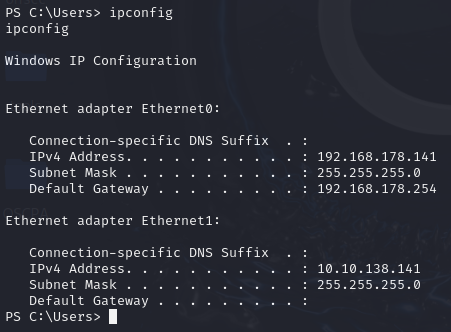 PS C:\Users> ipconfig
ipconfig
Windows IP Configuration
Ethernet adapter Ethernet0:
Connection-specific DNS Suffix  . :
IPv4 Address. . . . . . . . . . . : 192.168.178.141
Subnet Mask . . . . . . . . . . . : 255.255.255.0
Default Gateway . . . . . . . . . : 192.168.178.254
Ethernet adapter Ethernet1:
Connection-specific DNS Suffix  . :
IPv4 Address. . . . . . . . . . . : 10.10.138.141
Subnet Mask . . . . . . . . . . . : 255.255.255.0
Default Gateway . . . . . . . . . :
PS C:\Users>